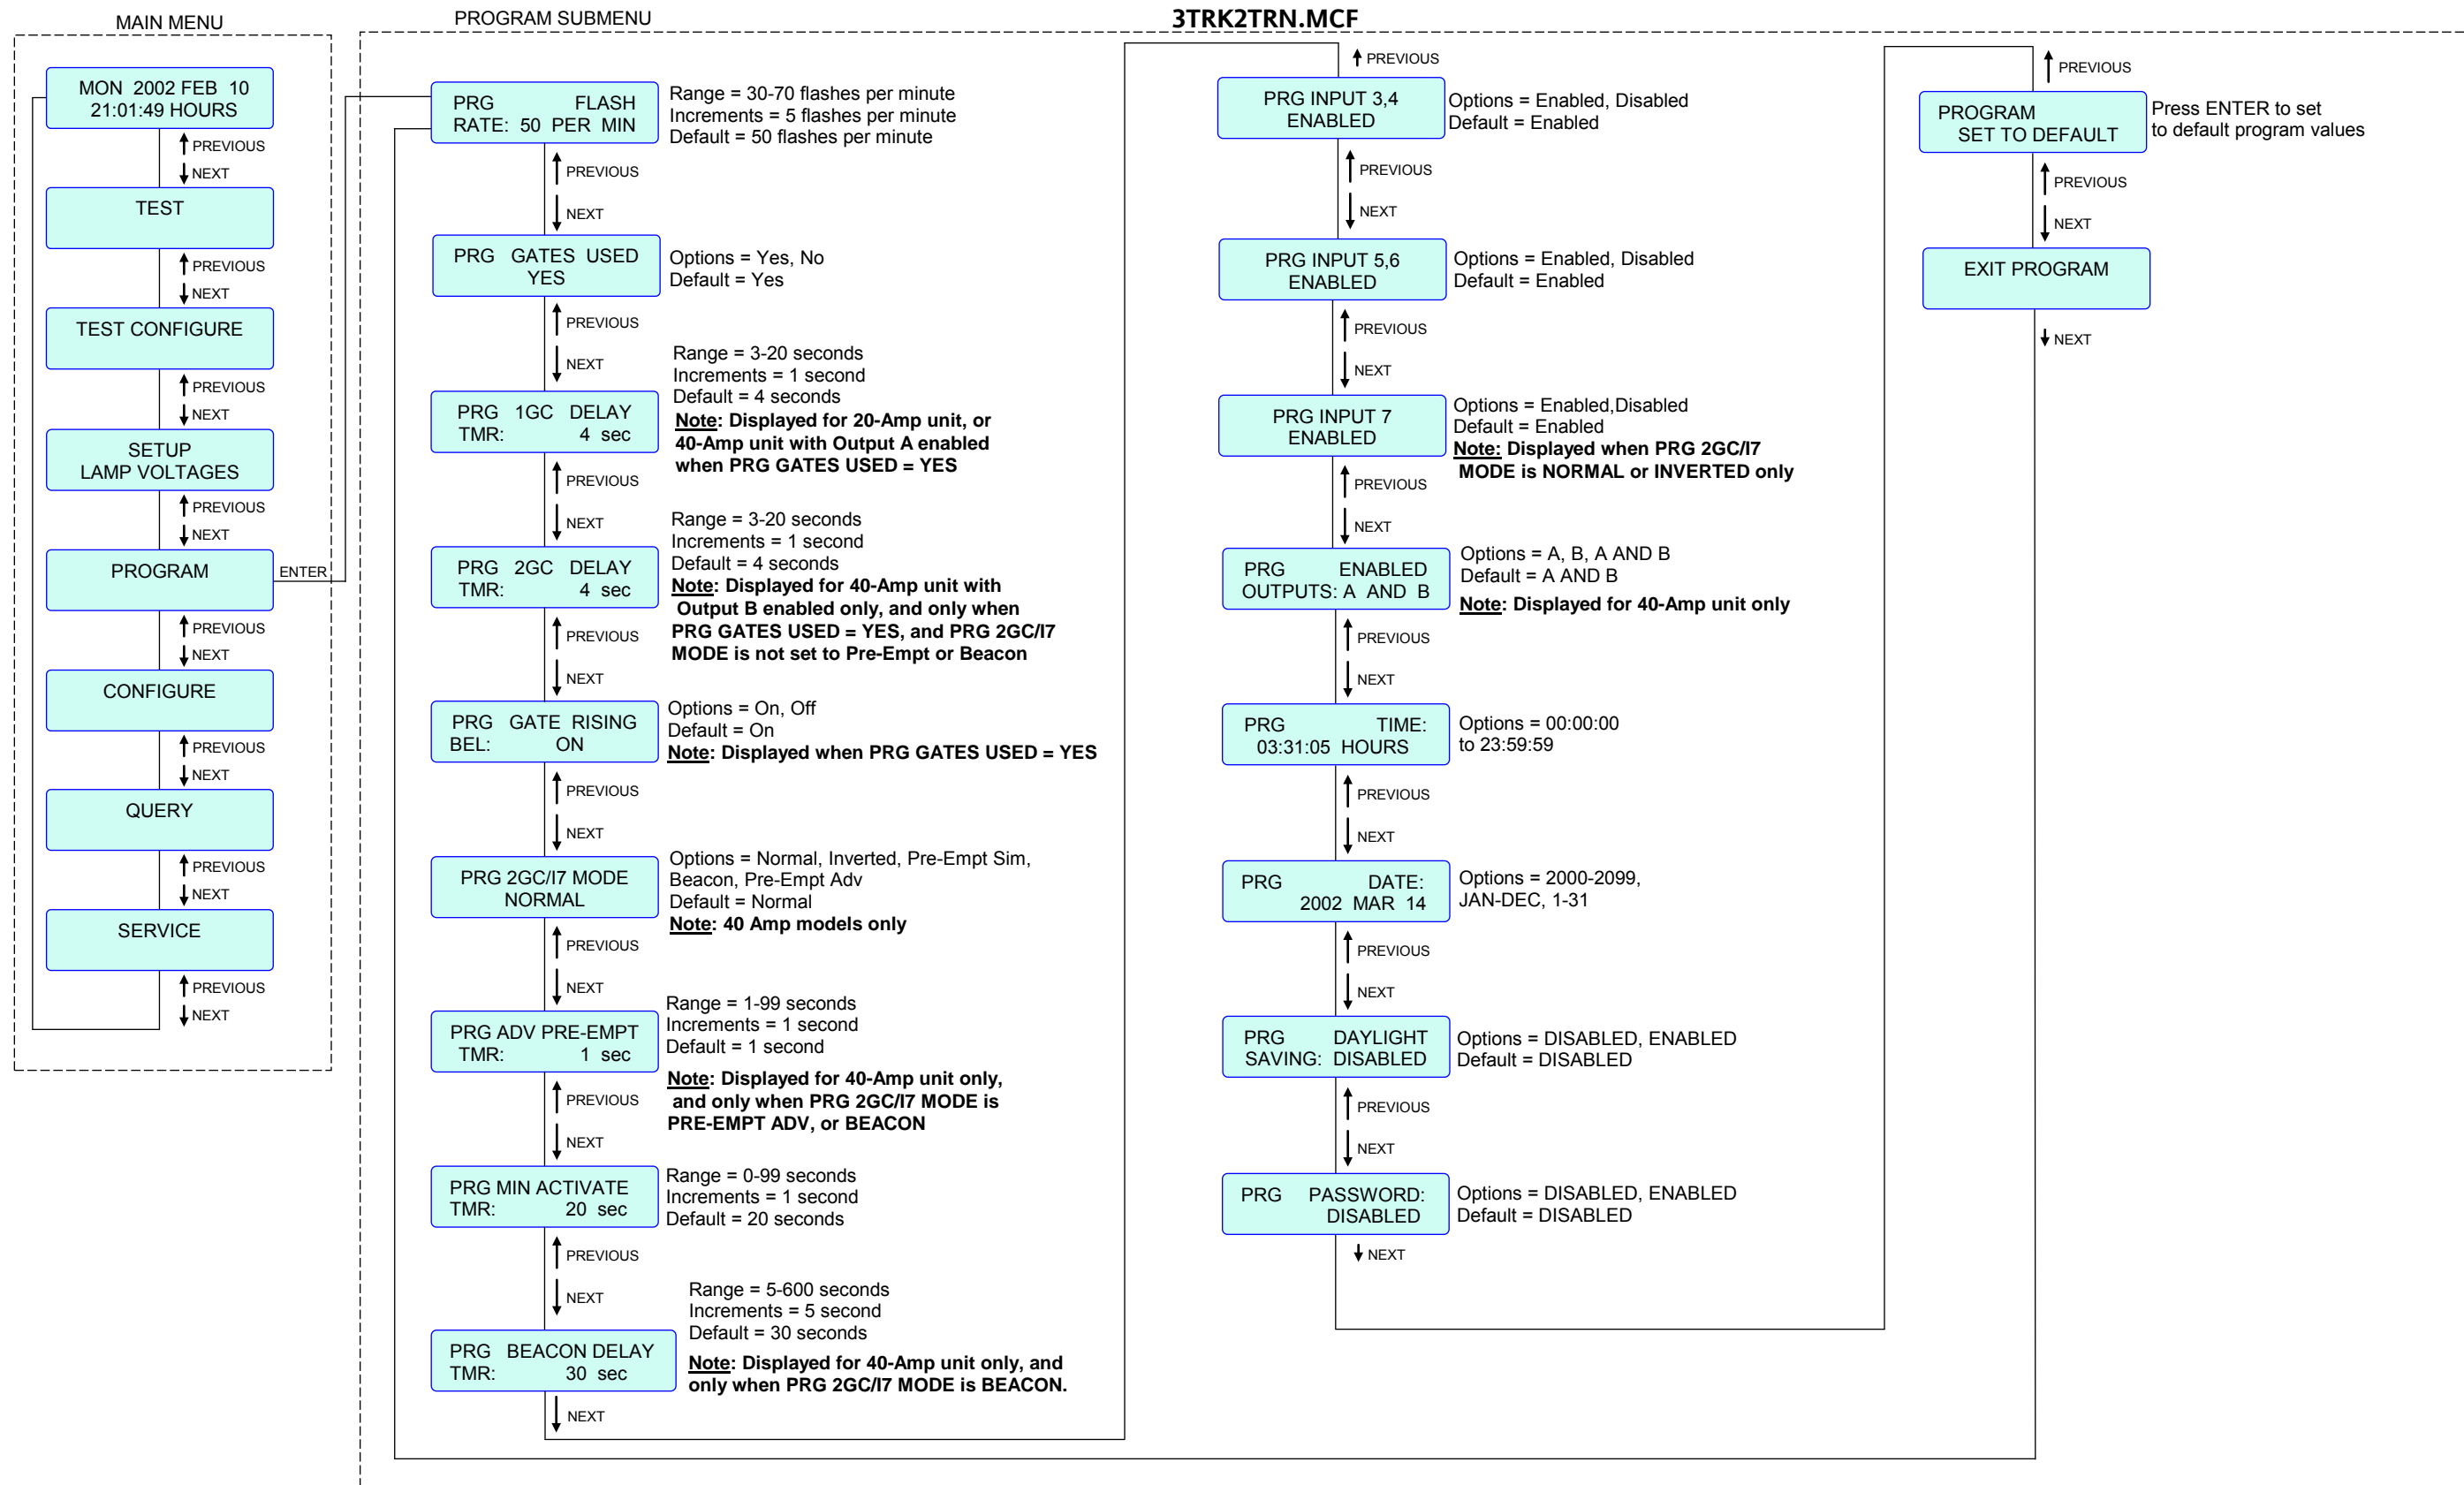 3TRK2TRN.MCF
MAIN MENU
MON 2002 FEB 10
21:01:49 HOURS
PREVIOUS
NEXT
TEST
PREVIOUS
NEXT
TEST CONFIGURE
PREVIOUS
NEXT
SETUP
LAMP VOLTAGES
PREVIOUS
NEXT
PROGRAM
ENTER
PREVIOUS
NEXT
CONFIGURE
PREVIOUS
NEXT
QUERY
PREVIOUS
NEXT
SERVICE
PREVIOUS
NEXT
PROGRAM SUBMENU
PRG FLASH
RATE: 50 PER MIN
Range = 30-70 flashes per minute
Increments = 5 flashes per minute
Default = 50 flashes per minute
PREVIOUS
NEXT
PRG GATES USED
YES
Options = Yes, No
Default = Yes
PREVIOUS
NEXT
PRG 1GC DELAY
TMR: 4 sec
Range = 3-20 seconds
Increments = 1 second
Default = 4 seconds
Note: Displayed for 20-Amp unit, or
40-Amp unit with Output A enabled
when PRG GATES USED = YES
PREVIOUS
NEXT
PRG 2GC DELAY
TMR: 4 sec
Range = 3-20 seconds
Increments = 1 second
Default = 4 seconds
Note: Displayed for 40-Amp unit with
Output B enabled only, and only when
PRG GATES USED = YES, and PRG 2GC/I7
MODE is not set to Pre-Empt or Beacon
PREVIOUS
NEXT
PRG GATE RISING
BEL: ON
Options = On, Off
Default = On
Note: Displayed when PRG GATES USED = YES
PREVIOUS
NEXT
PRG 2GC/I7 MODE
NORMAL
Options = Normal, Inverted, Pre-Empt Sim,
Beacon, Pre-Empt Adv
Default = Normal
Note: 40 Amp models only
PREVIOUS
NEXT
PRG ADV PRE-EMPT
TMR: 1 sec
Range = 1-99 seconds
Increments = 1 second
Default = 1 second
Note: Displayed for 40-Amp unit only,
and only when PRG 2GC/I7 MODE is
PRE-EMPT ADV, or BEACON
PREVIOUS
NEXT
PRG MIN ACTIVATE
TMR: 20 sec
Range = 0-99 seconds
Increments = 1 second
Default = 20 seconds
PREVIOUS
NEXT
PRG BEACON DELAY
TMR: 30 sec
Range = 5-600 seconds
Increments = 5 second
Default = 30 seconds
Note: Displayed for 40-Amp unit only, and
only when PRG 2GC/I7 MODE is BEACON.
NEXT
PREVIOUS
PRG INPUT 3,4
ENABLED
Options = Enabled, Disabled
Default = Enabled
PREVIOUS
NEXT
PRG INPUT 5,6
ENABLED
Options = Enabled, Disabled
Default = Enabled
PREVIOUS
NEXT
PRG INPUT 7
ENABLED
Options = Enabled,Disabled
Default = Enabled
Note: Displayed when PRG 2GC/I7
MODE is NORMAL or INVERTED only
PREVIOUS
NEXT
PRG ENABLED
OUTPUTS: A AND B
Options = A, B, A AND B
Default = A AND B
Note: Displayed for 40-Amp unit only
PREVIOUS
NEXT
PRG TIME:
03:31:05 HOURS
Options = 00:00:00
to 23:59:59
PREVIOUS
NEXT
PRG DATE:
2002 MAR 14
Options = 2000-2099,
JAN-DEC, 1-31
PREVIOUS
NEXT
PRG DAYLIGHT
SAVING: DISABLED
Options = DISABLED, ENABLED
Default = DISABLED
PREVIOUS
NEXT
PRG PASSWORD:
DISABLED
Options = DISABLED, ENABLED
Default = DISABLED
NEXT
PREVIOUS
PROGRAM
SET TO DEFAULT
Press ENTER to set
to default program values
PREVIOUS
NEXT
EXIT PROGRAM
NEXT